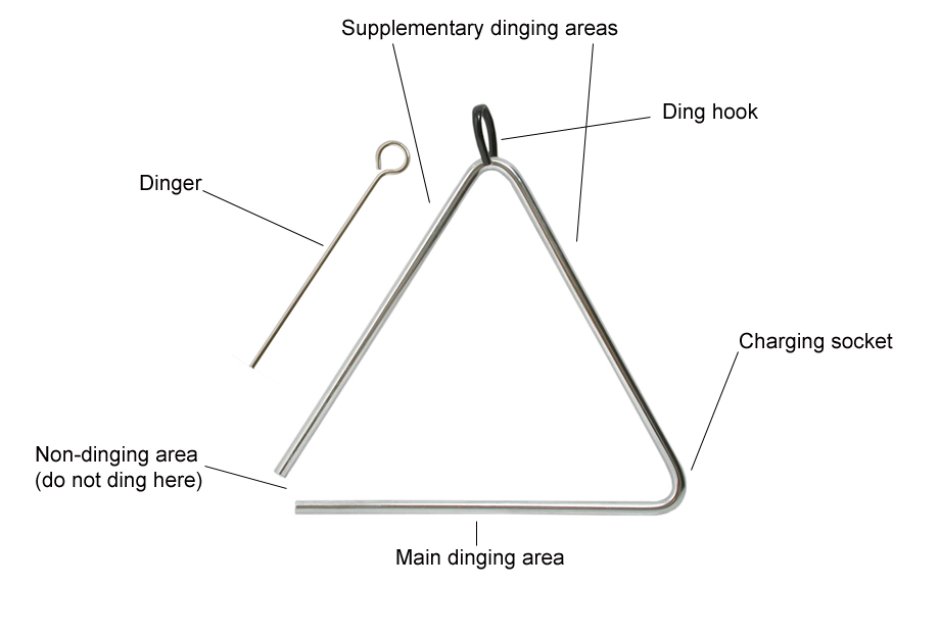 Supplementary dinging areas
Ding hook
Dinger
Charging socket
Non-dinging area
(do not ding here)
Main dinging area